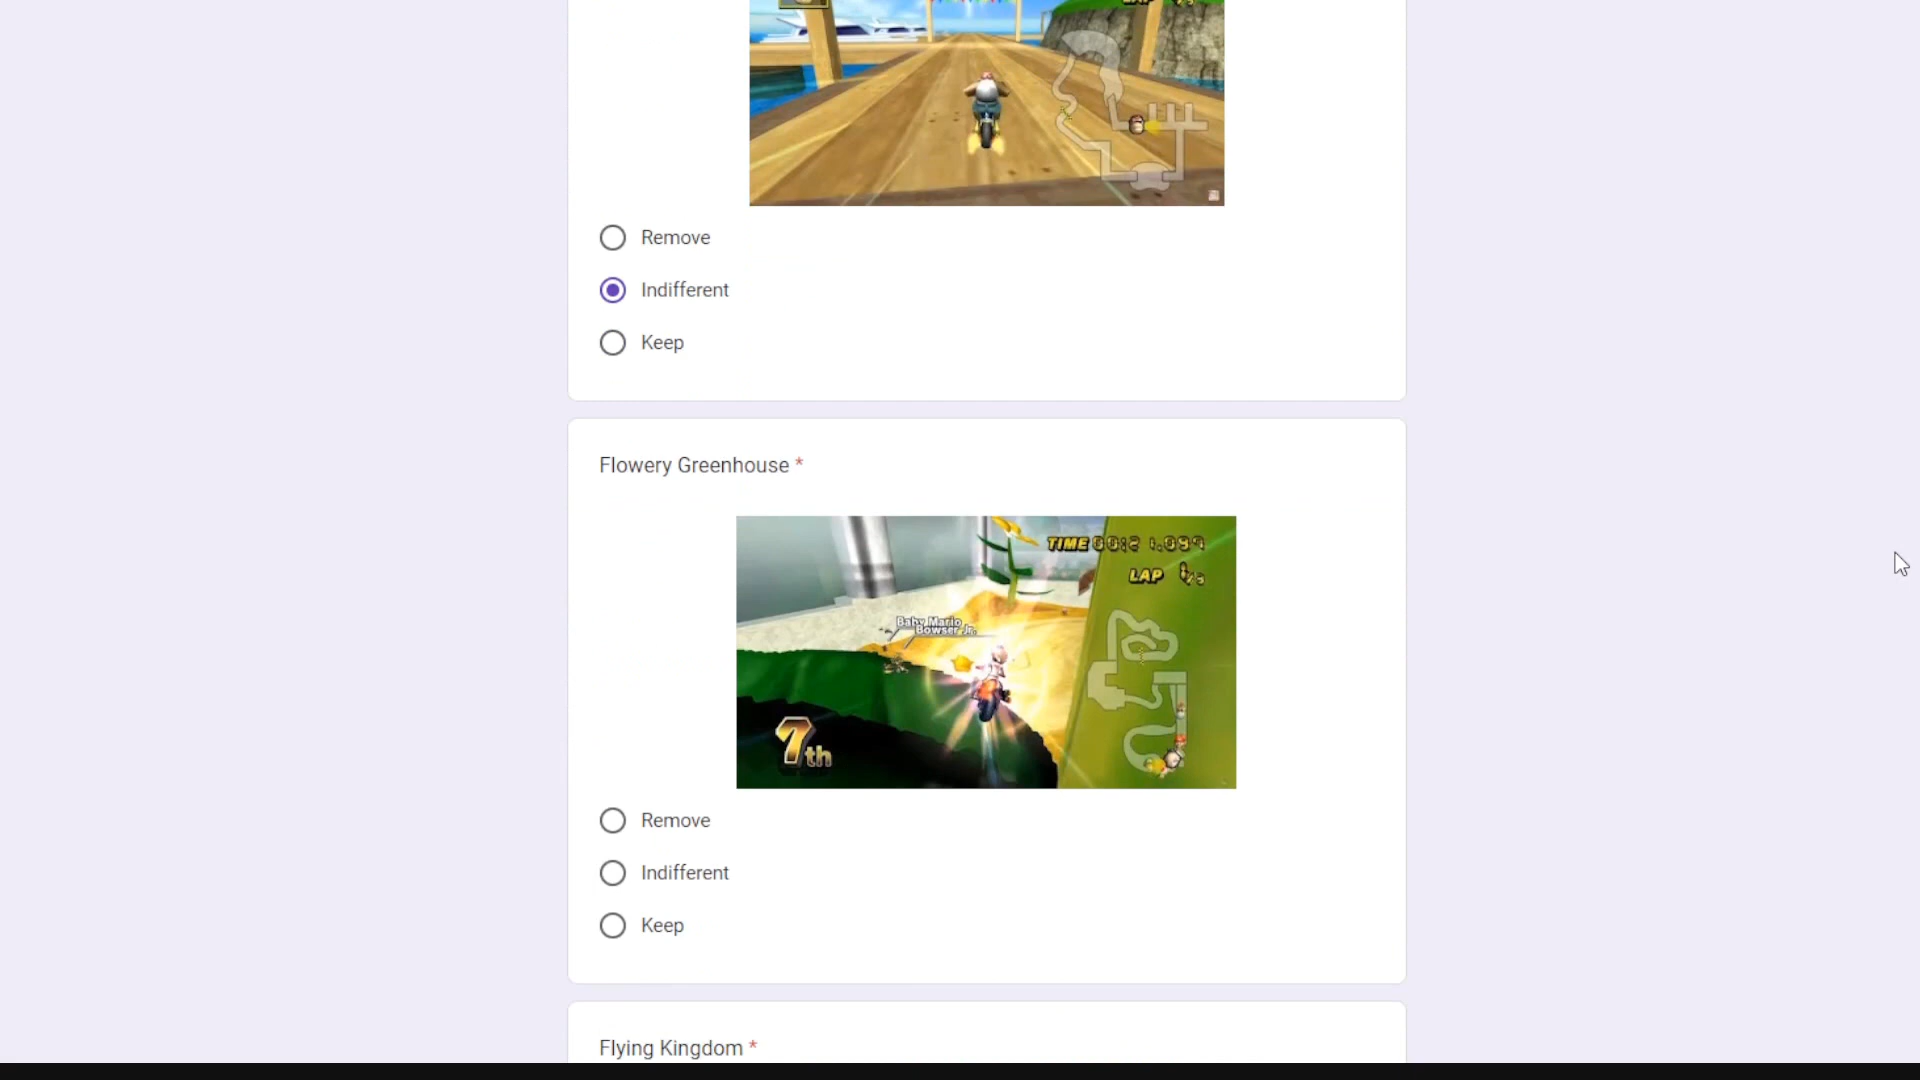 Remove
Indifferent
Keep
Flowery Greenhouse *
TIME
LAP
Baby Mario
Bowser Jr.
7th
Remove
Indifferent
Keep
Flying Kingdom *